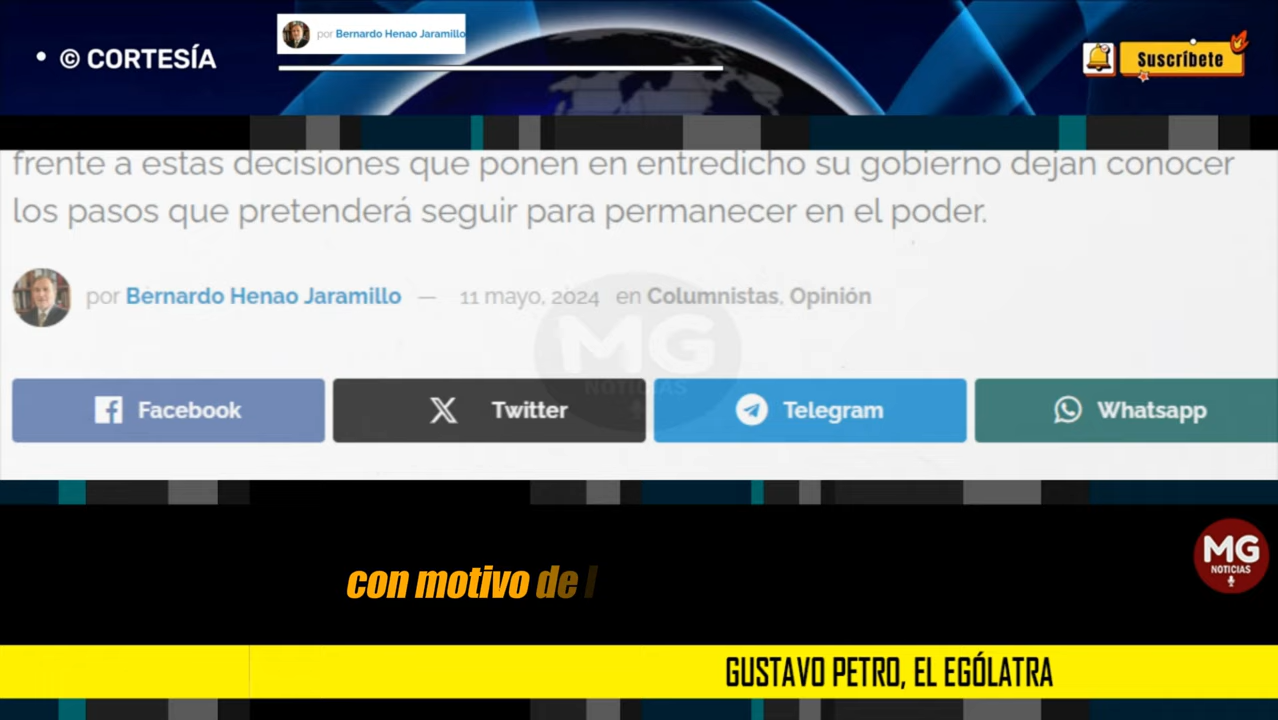 • © CORTESÍA
por Bernardo Henao Jaramillo
Suscríbete
frente a estas decisiones que ponen en entredicho su gobierno dejan conocer
los pasos que pretenderá seguir para permanecer en el poder.
por Bernardo Henao Jaramillo — 11 mayo, 2024 en Columnistas, Opinión
MG
NOTICIAS
Facebook
Twitter
Telegram
Whatsapp
MG
NOTICIAS
con motivo de
GUSTAVO PETRO, EL EGÓLATRA